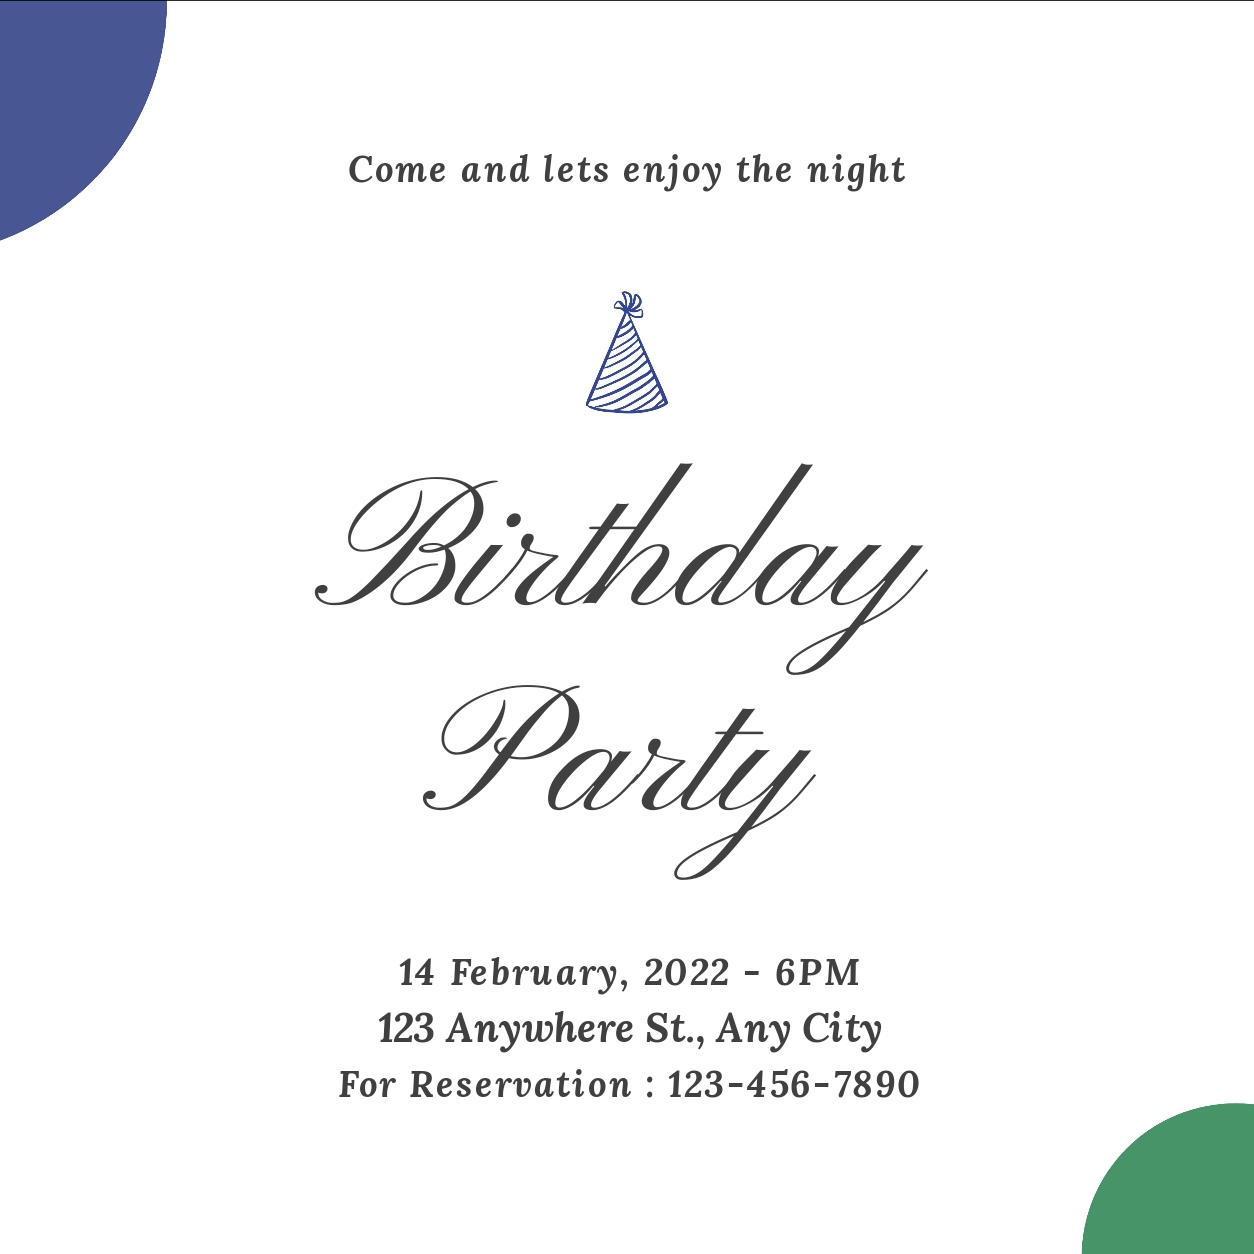 Come and lets enjoy the night
Birthday
Party
14 February, 2022 - 6PM
123 Anywhere St., Any City
For Reservation : 123-456-7890